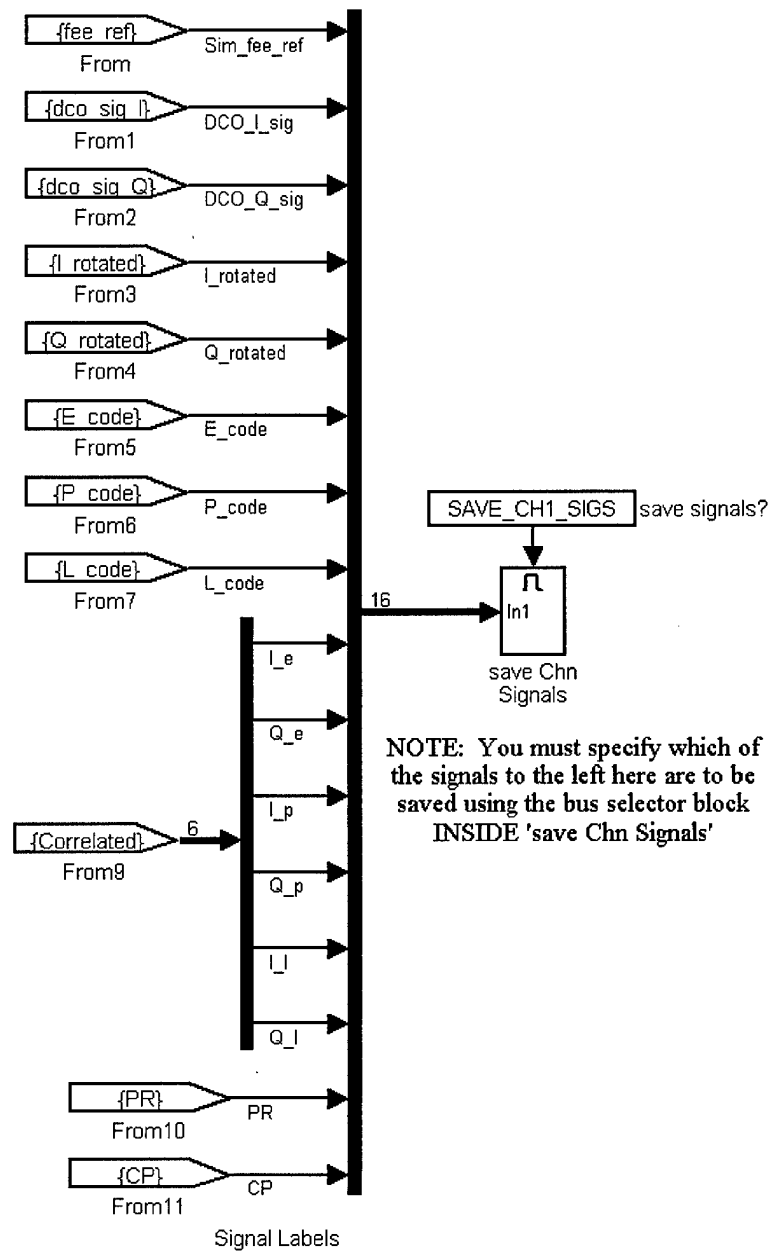 {fee_ref}
Sim_fee_ref
From
{dco_sig_I}
DCO_I_sig
From1
{dco_sig_Q}
DCO_Q_sig
From2
{I_rotated}
I_rotated
From3
{Q_rotated}
Q_rotated
From4
{E_code}
E_code
From5
{P_code}
P_code
From6
{L_code}
L_code
From7
SAVE_CH1_SIGS save signals?
16
In1
save Chn
Signals
I_e
Q_e
I_p
Q_p
I_l
Q_l
NOTE: You must specify which of
the signals to the left here are to be
saved using the bus selector block
INSIDE 'save Chn Signals'
{Correlated}
6
From9
{PR}
PR
From10
{CP}
CP
From11
Signal Labels